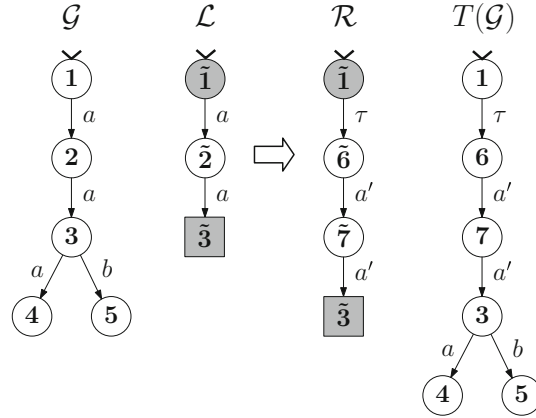 𝒢 ℒ ℛ T(𝒢)
1 1̃ 1̃ 1
a a τ τ
2 2̃ 6̃ 6
a a a′ a′
3 3̃ 7̃ 7
a b a′ a′
4 5 3̃ 3
a b
4 5